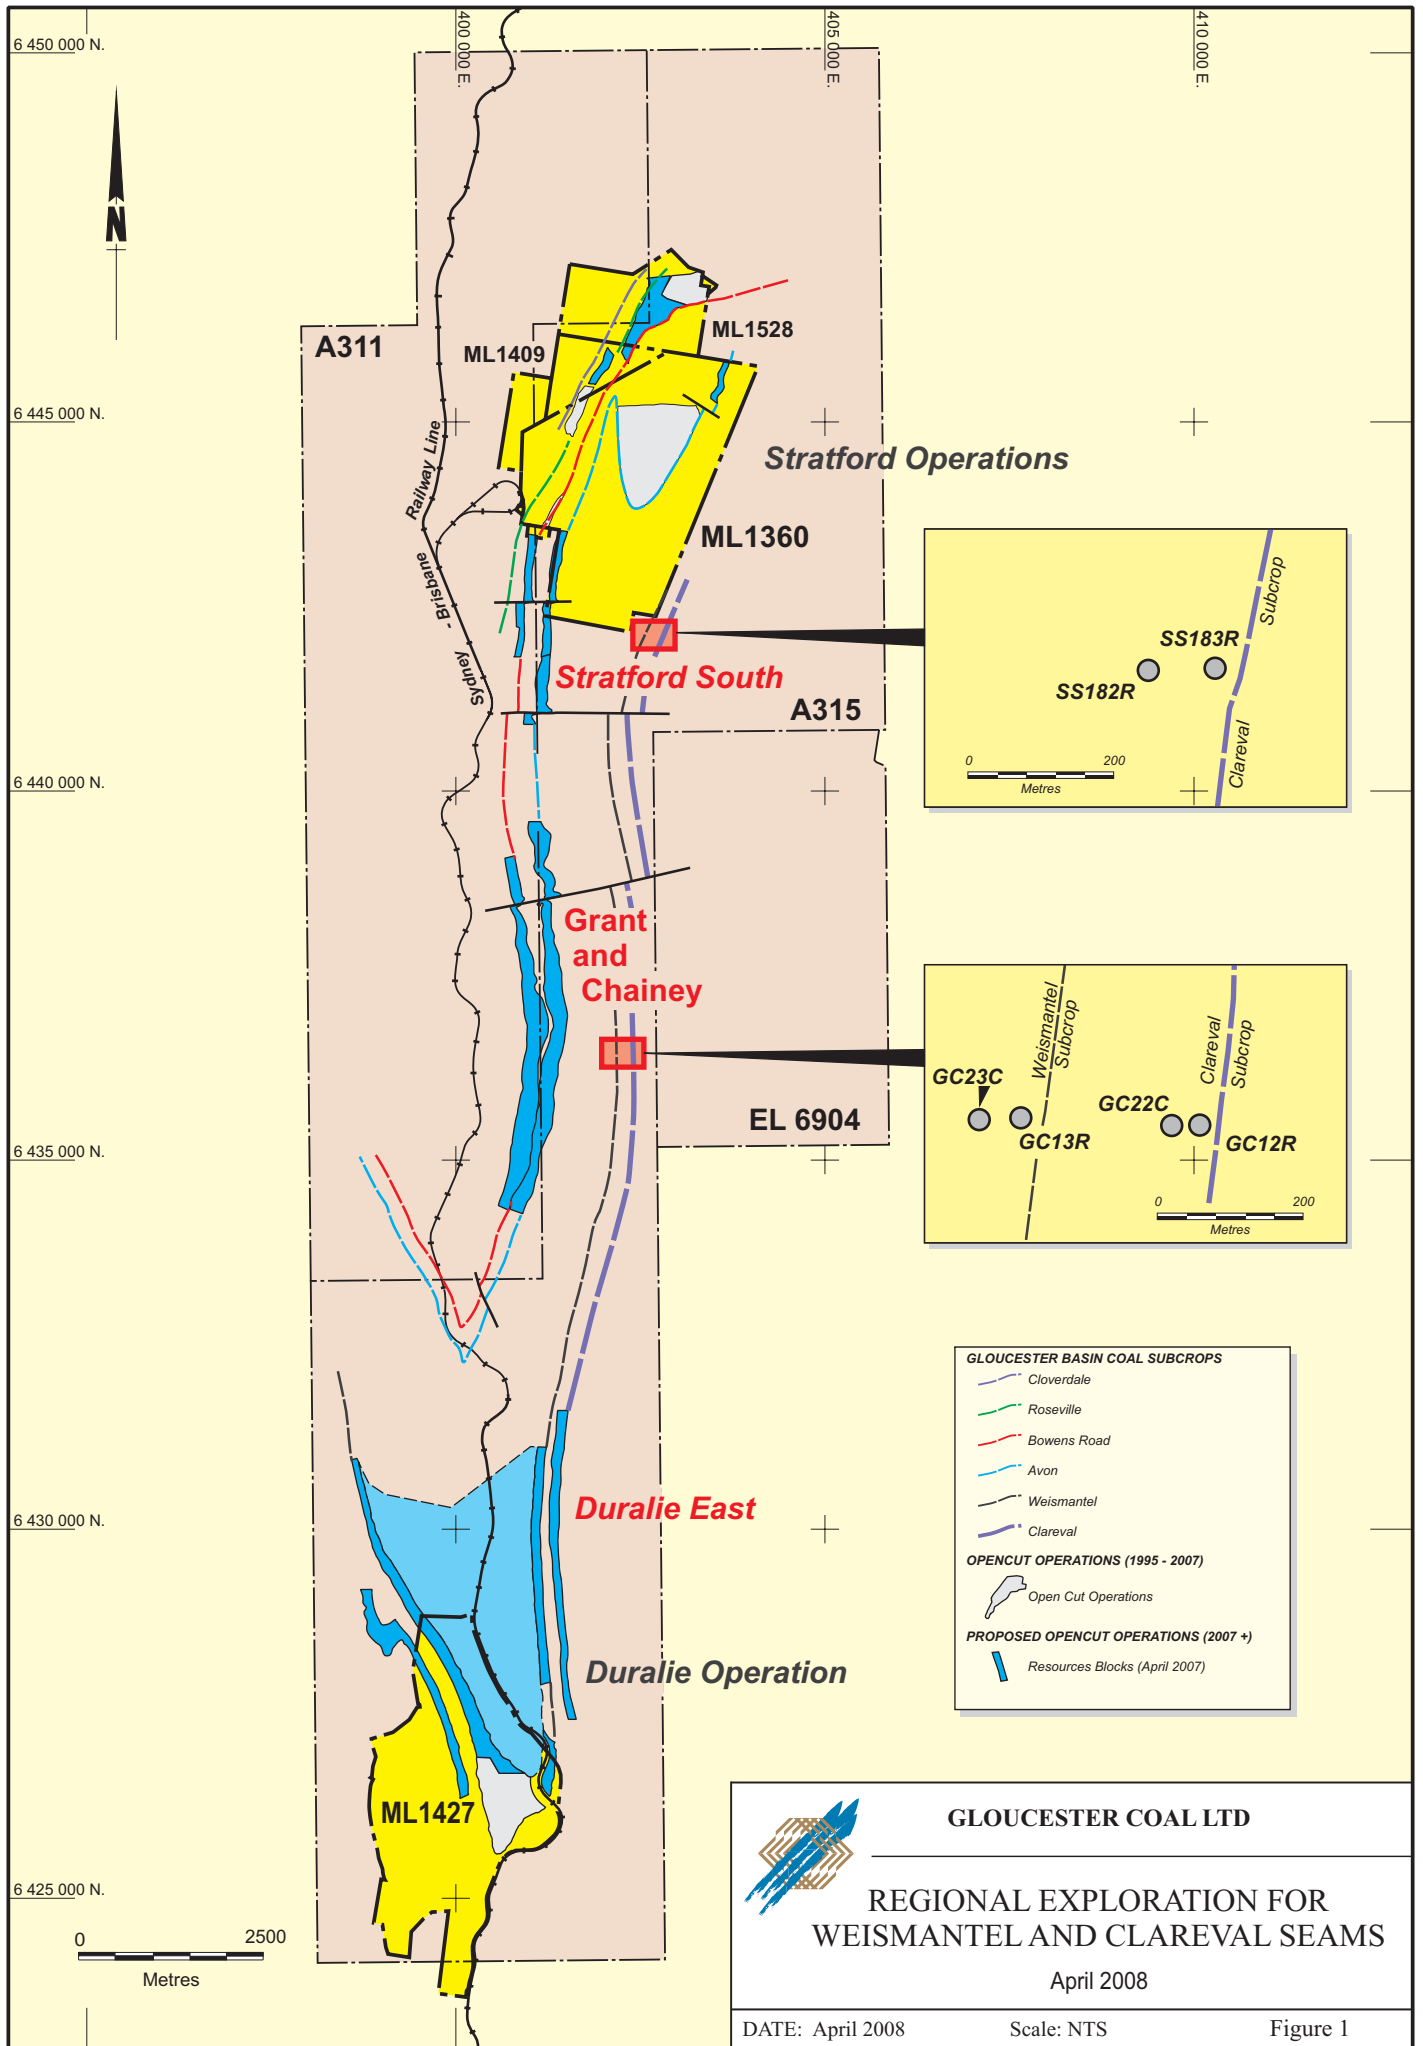 400 000 E.
405 000 E.
410 000 E.
6 450 000 N.
N
A311
ML1409
ML1528
6 445 000 N.
Railway Line
Stratford Operations
ML1360
- Brisbane
Sydney
Subcrop
SS183R
SS182R
Clareval
0 200
Metres
Stratford South
A315
6 440 000 N.
Grant
and
Chainey
Weismantel
Subcrop
Clareval
Subcrop
GC23C
GC13R
GC22C
GC12R
0 200
Metres
EL 6904
6 435 000 N.
GLOUCESTER BASIN COAL SUBCROPS
Cloverdale
Roseville
Bowens Road
Avon
Weismantel
Clareval
OPENCUT OPERATIONS (1995 - 2007)
Open Cut Operations
PROPOSED OPENCUT OPERATIONS (2007 +)
Resources Blocks (April 2007)
Duralie East
6 430 000 N.
Duralie Operation
ML1427
6 425 000 N.
0 2500
Metres
GLOUCESTER COAL LTD
REGIONAL EXPLORATION FOR
WEISMANTEL AND CLAREVAL SEAMS
April 2008
DATE: April 2008 Scale: NTS Figure 1